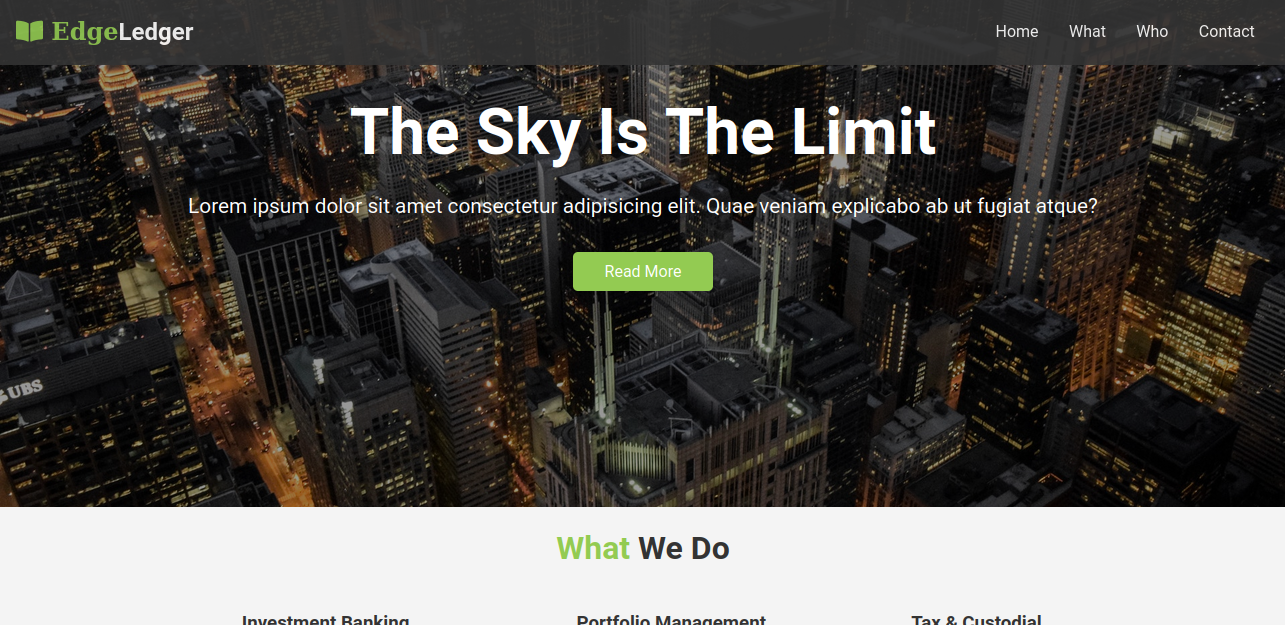 EdgeLedger
Home What Who Contact
The Sky Is The Limit
Lorem ipsum dolor sit amet consectetur adipisicing elit. Quae veniam explicabo ab ut fugiat atque?
Read More
UBS
What We Do
Investment Banking Portfolio Management Tax & Custodial